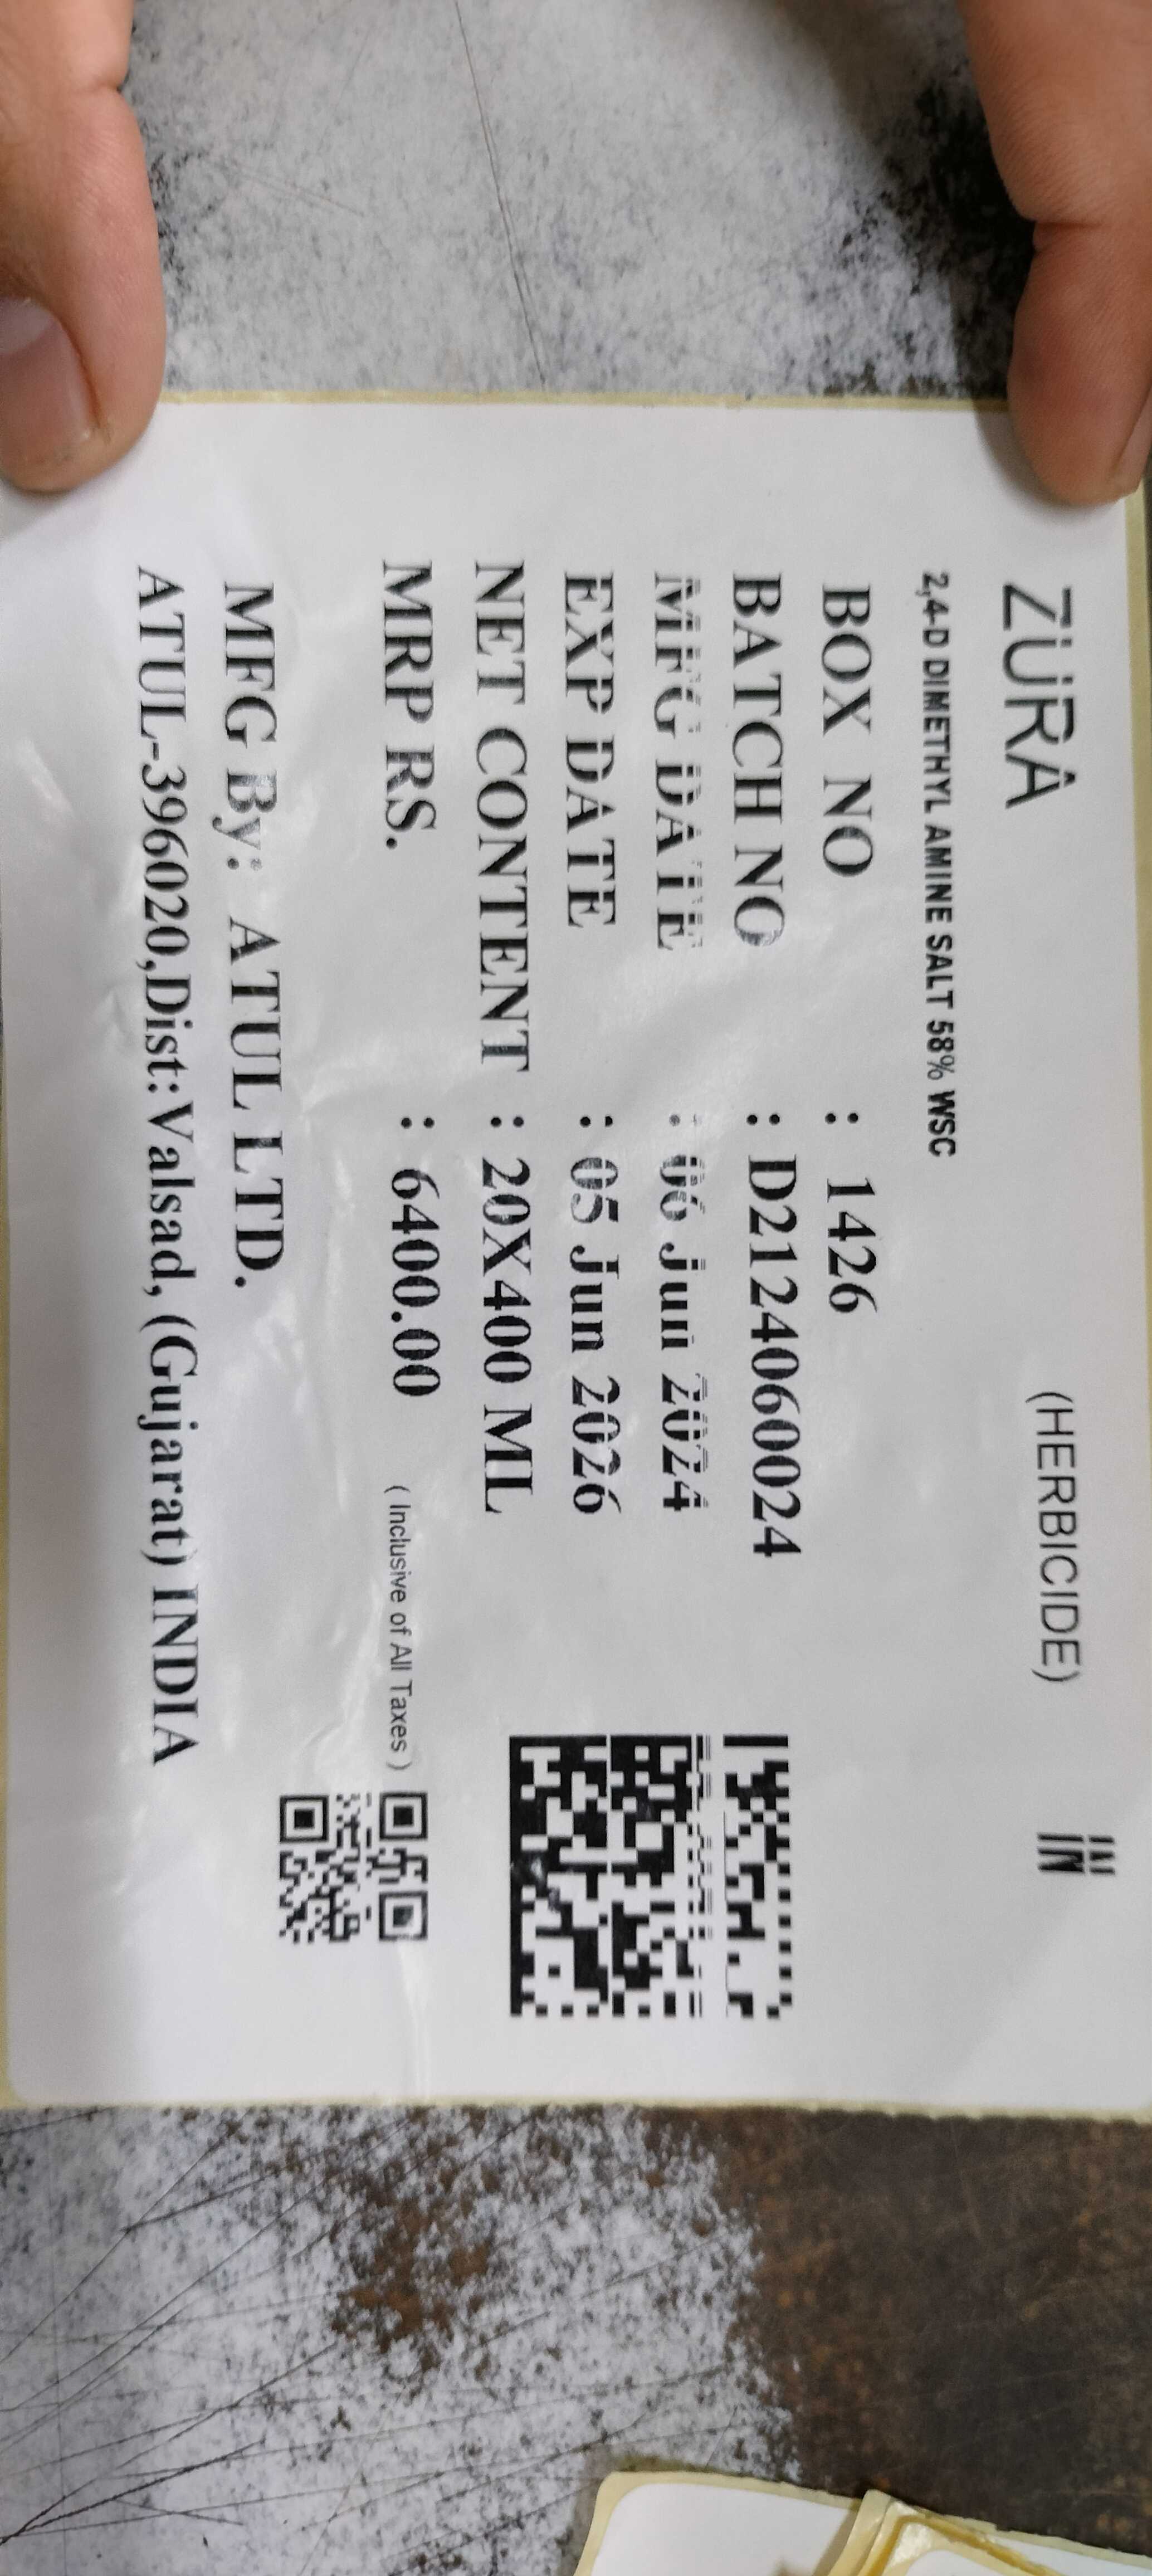 ZURA (HERBICIDE)
2,4-D DIMETHYL AMINE SALT 58% WSC
BOX NO : 1426
BATCH NO : D2124060024
MFG DATE : 06 Jun 2024
EXP DATE : 05 Jun 2026
NET CONTENT : 20X400 ML
MRP RS. : 6400.00 ( Inclusive of All Taxes )
MFG By: ATUL LTD.
ATUL-396020,Dist:Valsad, (Gujarat) INDIA